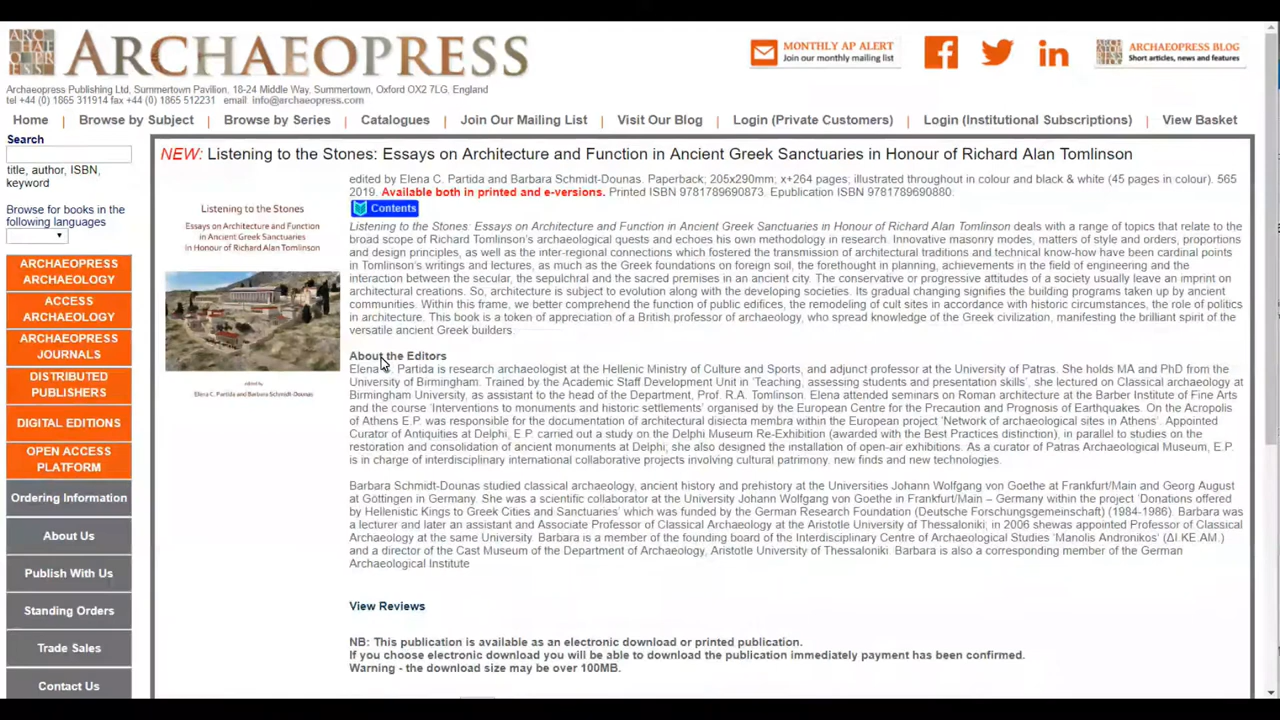 ARCHAEOPRESS
Archaeopress Publishing Ltd, Summertown Pavilion. 18-24 Middle Way, Summertown, Oxford OX2 7LG, England
tel +44 (0) 1865 311914 fax +44 (0) 1865 512231  email: info@archaeopress.com
MONTHLY AP ALERT
Join our monthly mailing list
ARCHAEOPRESS BLOG
Short articles, news and features
Home | Browse by Subject | Browse by Series | Catalogues | Join Our Mailing List | Visit Our Blog | Login (Private Customers) | Login (Institutional Subscriptions) | View Basket
Search
title, author, ISBN,
keyword
Browse for books in the
following languages
ARCHAEOPRESS
ARCHAEOLOGY
ACCESS
ARCHAEOLOGY
ARCHAEOPRESS
JOURNALS
DISTRIBUTED
PUBLISHERS
DIGITAL EDITIONS
OPEN ACCESS
PLATFORM
Ordering Information
About Us
Publish With Us
Standing Orders
Trade Sales
Contact Us
NEW: Listening to the Stones: Essays on Architecture and Function in Ancient Greek Sanctuaries in Honour of Richard Alan Tomlinson
Listening to the Stones
Essays on Architecture and Function
in Ancient Greek Sanctuaries
in Honour of Richard Alan Tomlinson
edited by
Elena C. Partida and Barbara Schmidt-Dounas
edited by Elena C. Partida and Barbara Schmidt-Dounas. Paperback; 205x290mm; x+264 pages; illustrated throughout in colour and black & white (45 pages in colour). 565
2019. Available both in printed and e-versions. Printed ISBN 9781789690873. Epublication ISBN 9781789690880.
Contents
Listening to the Stones: Essays on Architecture and Function in Ancient Greek Sanctuaries in Honour of Richard Alan Tomlinson deals with a range of topics that relate to the
broad scope of Richard Tomlinson's archaeological quests and echoes his own methodology in research. Innovative masonry modes, matters of style and orders, proportions
and design principles, as well as the inter-regional connections which fostered the transmission of architectural traditions and technical know-how have been cardinal points
in Tomlinson's writings and lectures, as much as the Greek foundations on foreign soil, the forethought in planning, achievements in the field of engineering and the
interaction between the secular, the sepulchral and the sacred premises in an ancient city. The conservative or progressive attitudes of a society usually leave an imprint on
architectural creations. So, architecture is subject to evolution along with the developing societies. Its gradual changing signifies the building programs taken up by ancient
communities. Within this frame, we better comprehend the function of public edifices, the remodeling of cult sites in accordance with historic circumstances, the role of politics
in architecture. This book is a token of appreciation of a British professor of archaeology, who spread knowledge of the Greek civilization, manifesting the brilliant spirit of the
versatile ancient Greek builders.
About the Editors
Elena C. Partida is research archaeologist at the Hellenic Ministry of Culture and Sports, and adjunct professor at the University of Patras. She holds MA and PhD from the
University of Birmingham. Trained by the Academic Staff Development Unit in 'Teaching, assessing students and presentation skills', she lectured on Classical archaeology at
Birmingham University, as assistant to the head of the Department, Prof. R.A. Tomlinson. Elena attended seminars on Roman architecture at the Barber Institute of Fine Arts
and the course 'Interventions to monuments and historic settlements' organised by the European Centre for the Precaution and Prognosis of Earthquakes. On the Acropolis
of Athens E.P. was responsible for the documentation of architectural disiecta membra within the European project 'Network of archaeological sites in Athens'. Appointed
Curator of Antiquities at Delphi, E.P. carried out a study on the Delphi Museum Re-Exhibition (awarded with the Best Practices distinction), in parallel to studies on the
restoration and consolidation of ancient monuments at Delphi; she also designed the installation of open-air exhibitions. As a curator of Patras Archaeological Museum, E.P.
is in charge of interdisciplinary international collaborative projects involving cultural patrimony, new finds and new technologies.
Barbara Schmidt-Dounas studied classical archaeology, ancient history and prehistory at the Universities Johann Wolfgang von Goethe at Frankfurt/Main and Georg August
at Göttingen in Germany. She was a scientific collaborator at the University Johann Wolfgang von Goethe in Frankfurt/Main – Germany within the project 'Donations offered
by Hellenistic Kings to Greek Cities and Sanctuaries' which was funded by the German Research Foundation (Deutsche Forschungsgemeinschaft) (1984-1986). Barbara was
a lecturer and later an assistant and Associate Professor of Classical Archaeology at the Aristotle University of Thessaloniki; in 2006 shewas appointed Professor of Classical
Archaeology at the same University. Barbara is a member of the founding board of the Interdisciplinary Centre of Archaeological Studies 'Manolis Andronikos' (ΔΙ.ΚΕ.ΑΜ.)
and a director of the Cast Museum of the Department of Archaeology, Aristotle University of Thessaloniki. Barbara is also a corresponding member of the German
Archaeological Institute
View Reviews
NB: This publication is available as an electronic download or printed publication.
If you choose electronic download you will be able to download the publication immediately payment has been confirmed.
Warning - the download size may be over 100MB.